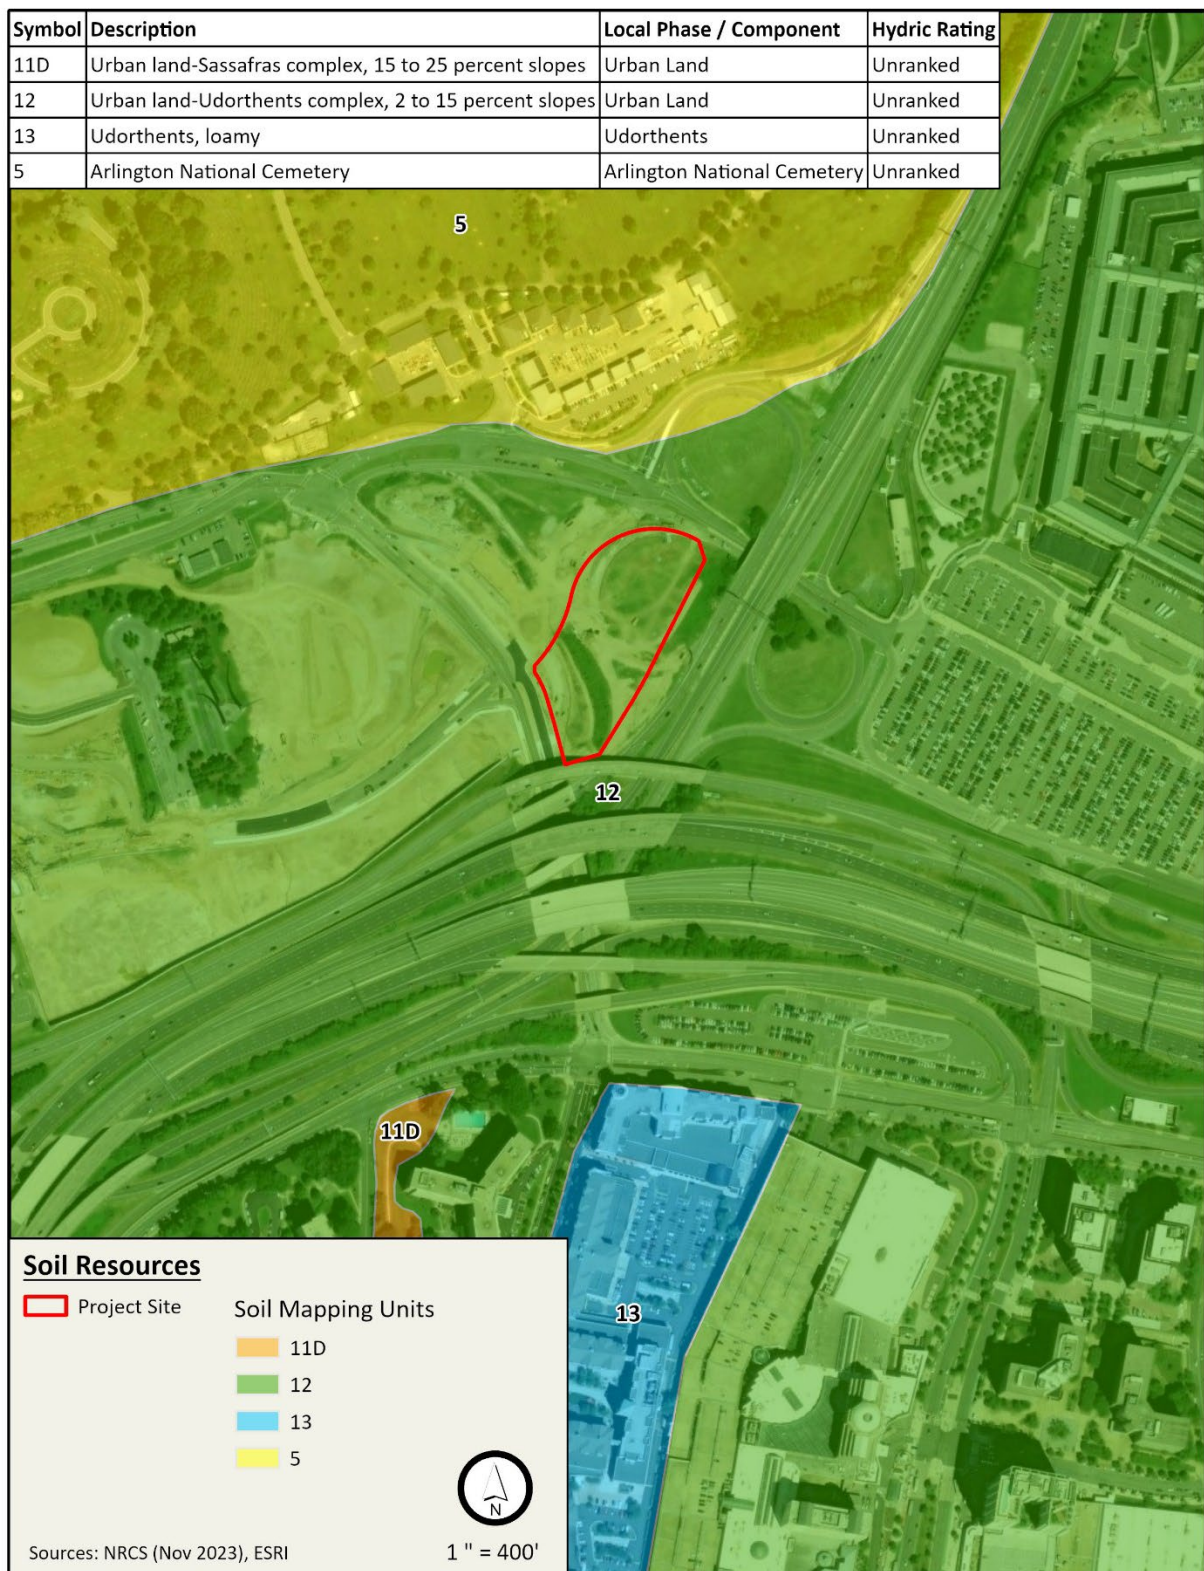 Symbol Description Local Phase / Component Hydric Rating
11D Urban land-Sassafras complex, 15 to 25 percent slopes Urban Land Unranked
12 Urban land-Udorthents complex, 2 to 15 percent slopes Urban Land Unranked
13 Udorthents, loamy Udorthents Unranked
5 Arlington National Cemetery Arlington National Cemetery Unranked
5
12
11D
13
Soil Resources
Project Site
Soil Mapping Units
11D
12
13
5
N
Sources: NRCS (Nov 2023), ESRI
1 " = 400'